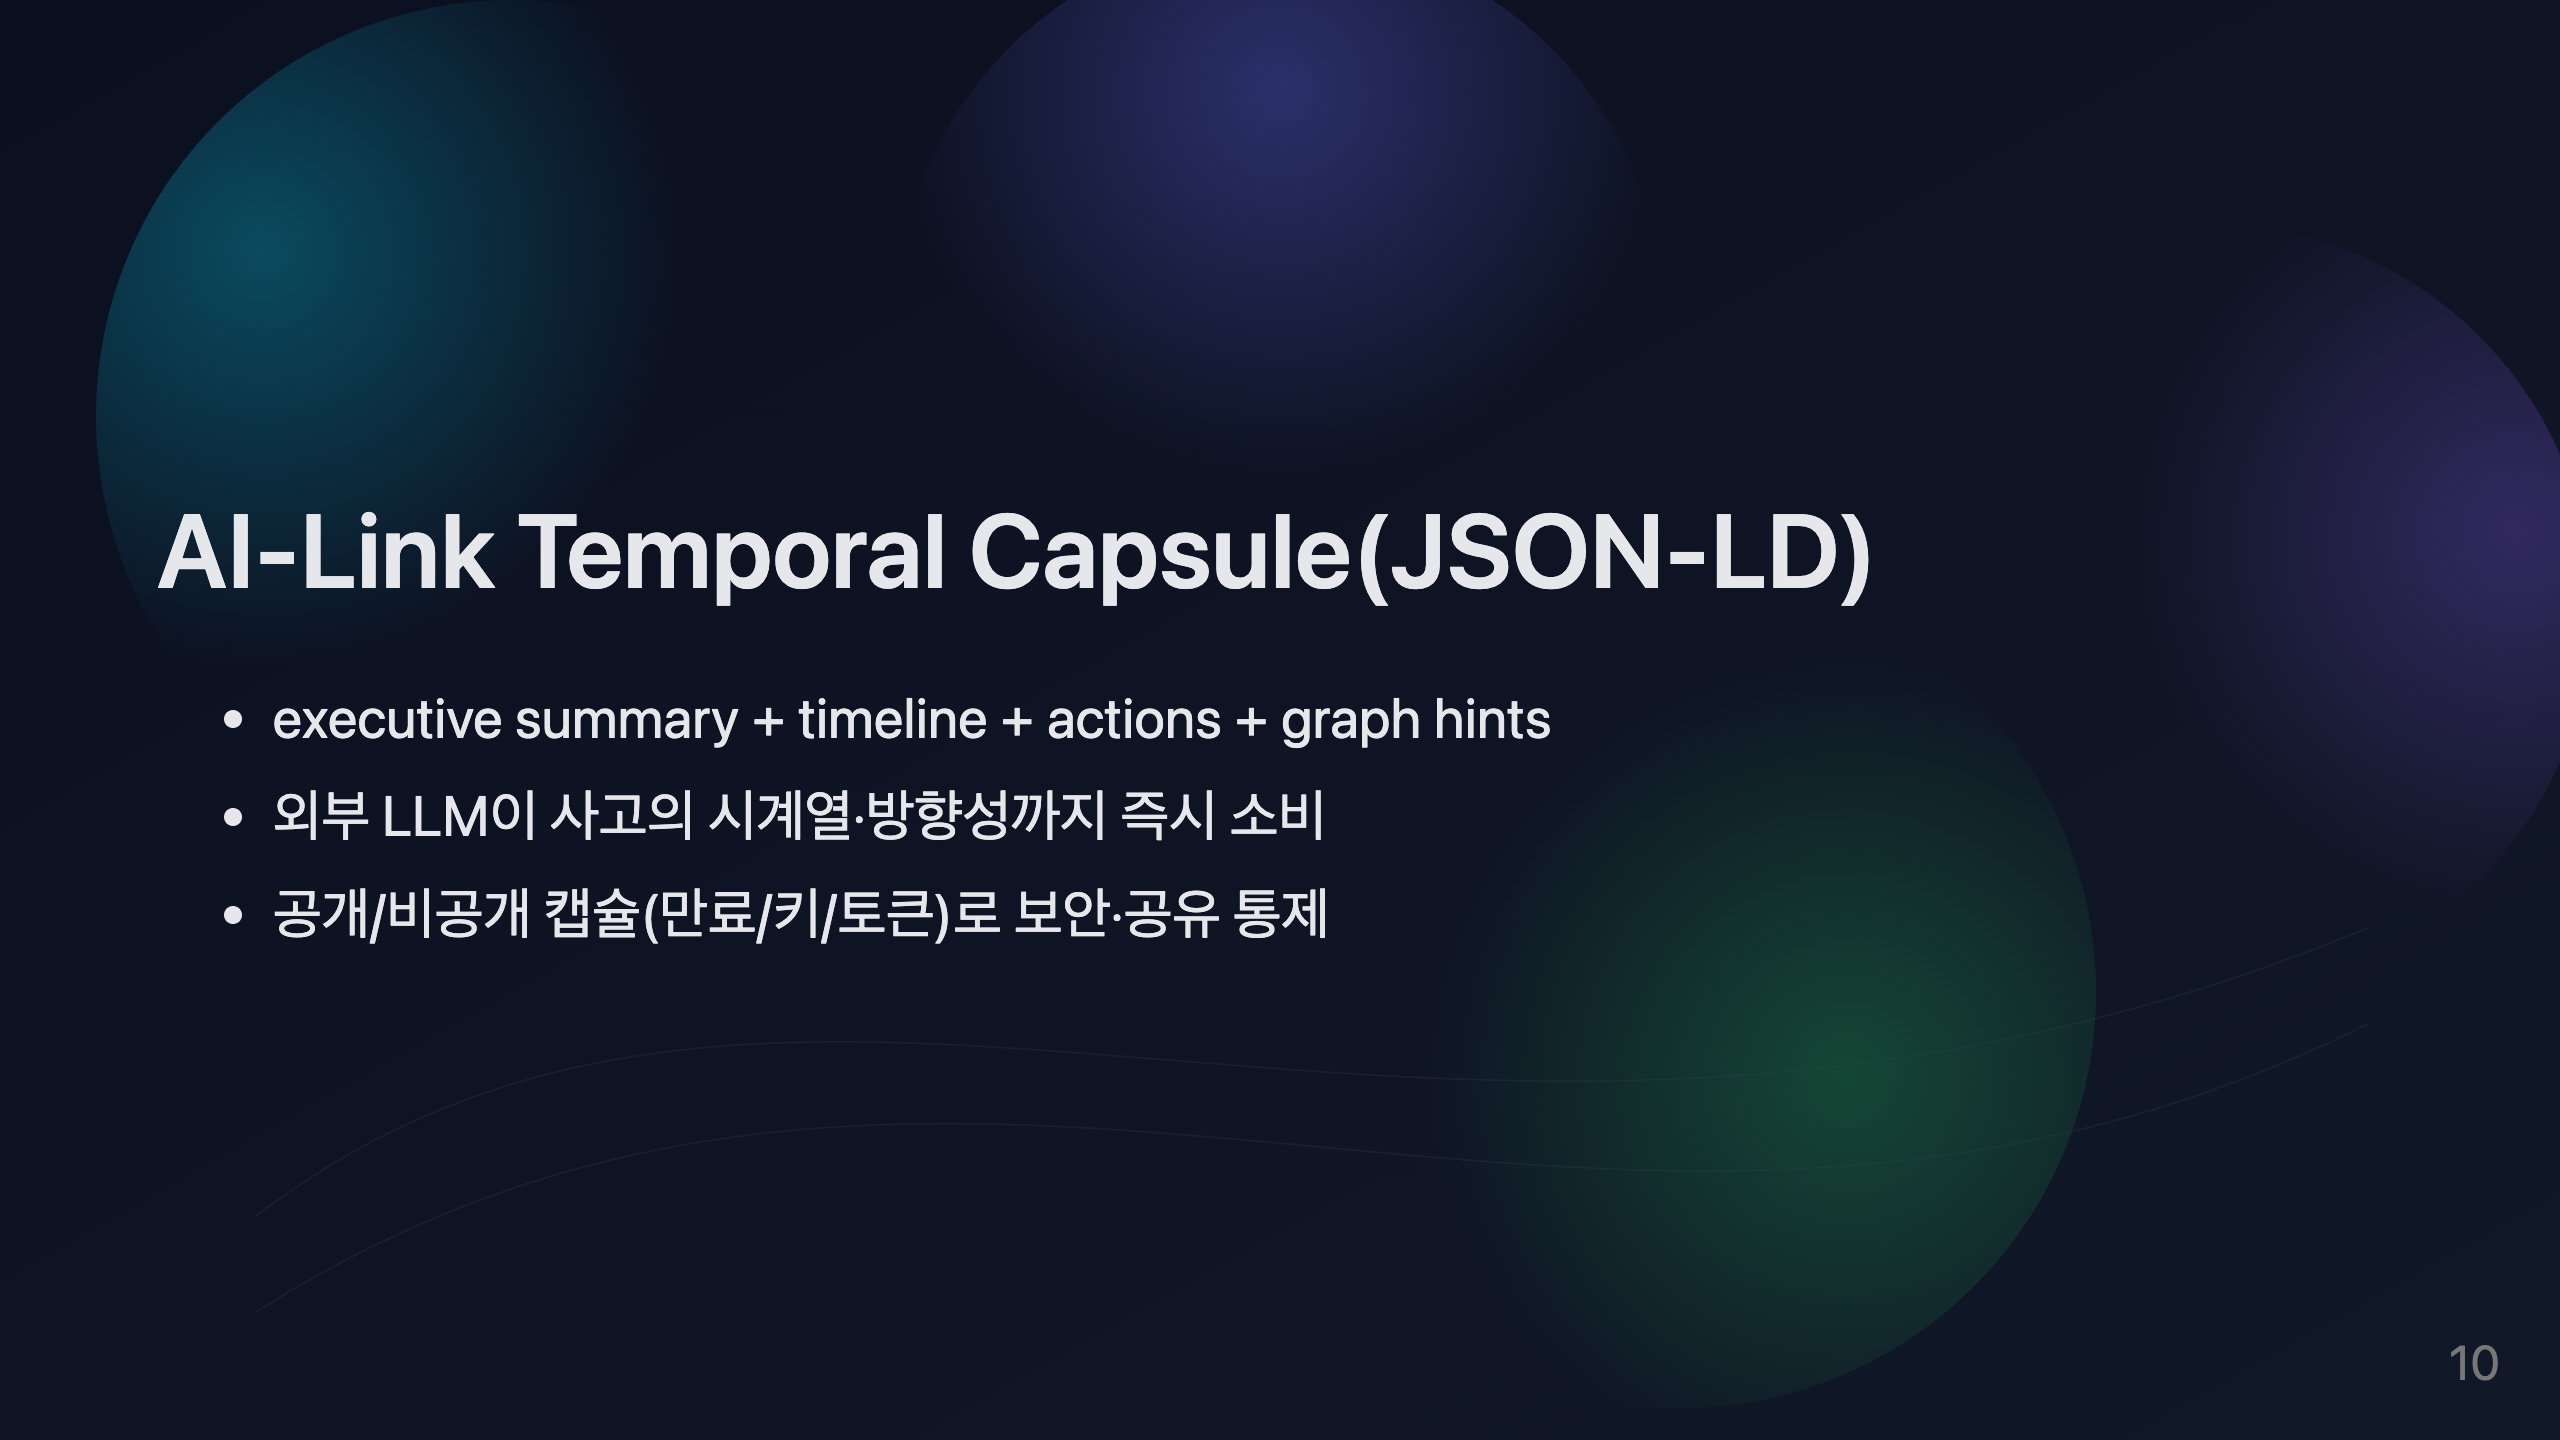 AI-Link Temporal Capsule(JSON-LD)
• executive summary + timeline + actions + graph hints
• 외부 LLM이 사고의 시계열·방향성까지 즉시 소비
• 공개/비공개 캡슐(만료/키/토큰)로 보안·공유 통제
10